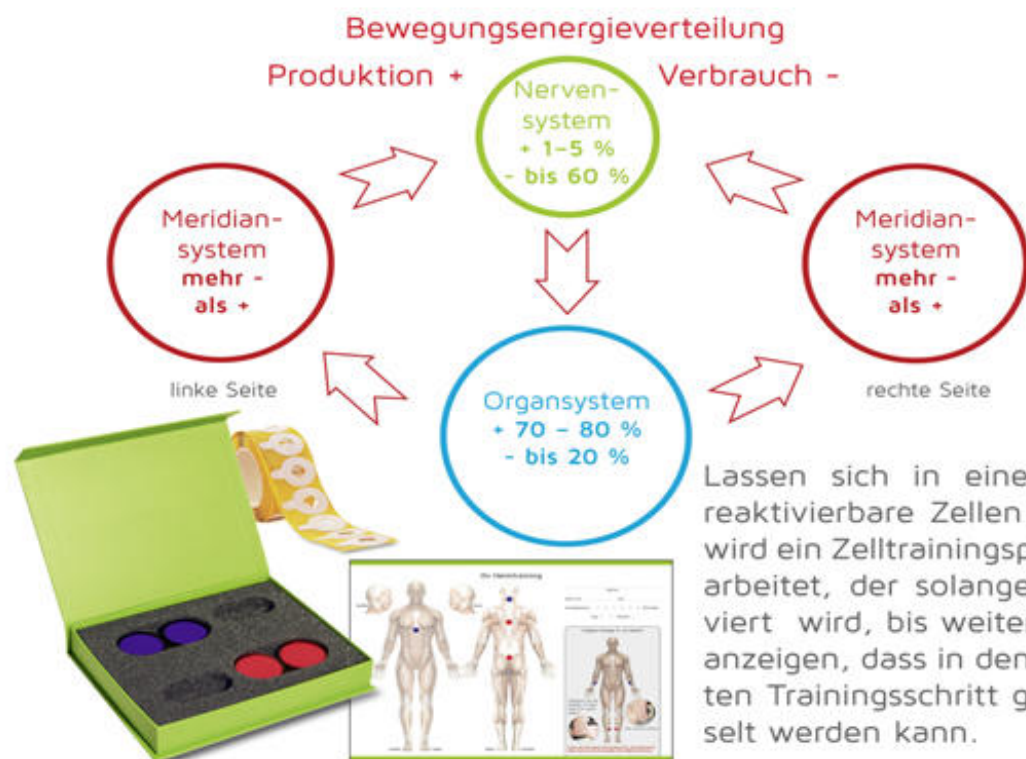 Bewegungsenergieverteilung
Produktion +
Verbrauch -
Nerven-
system
+ 1–5 %
- bis 60 %
Meridian-
system
mehr -
als +
linke Seite
Meridian-
system
mehr -
als +
rechte Seite
Organsystem
+ 70 – 80 %
- bis 20 %
Lassen sich in eine
reaktivierbare Zellen
wird ein Zelltrainingsp
arbeitet, der solange
viert wird, bis weite
anzeigen, dass in den
ten Trainingsschritt g
selt werden kann.